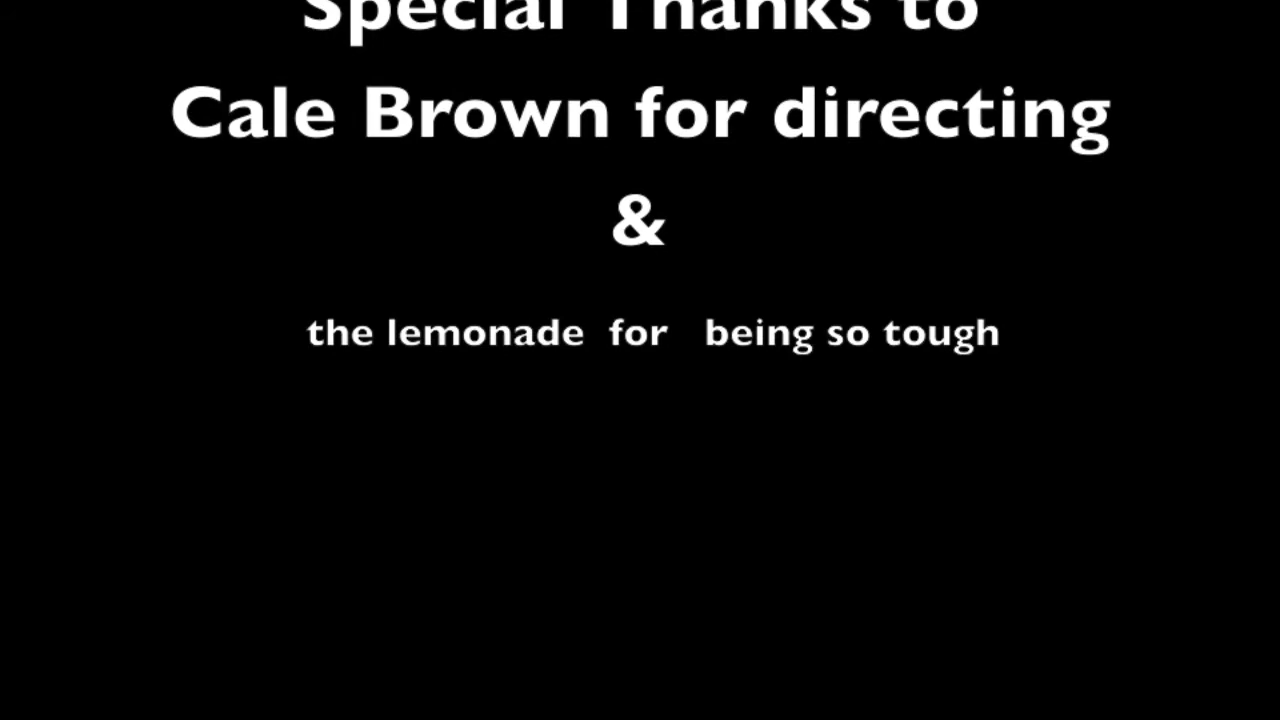 Special Thanks to
Cale Brown for directing
&
the lemonade for being so tough